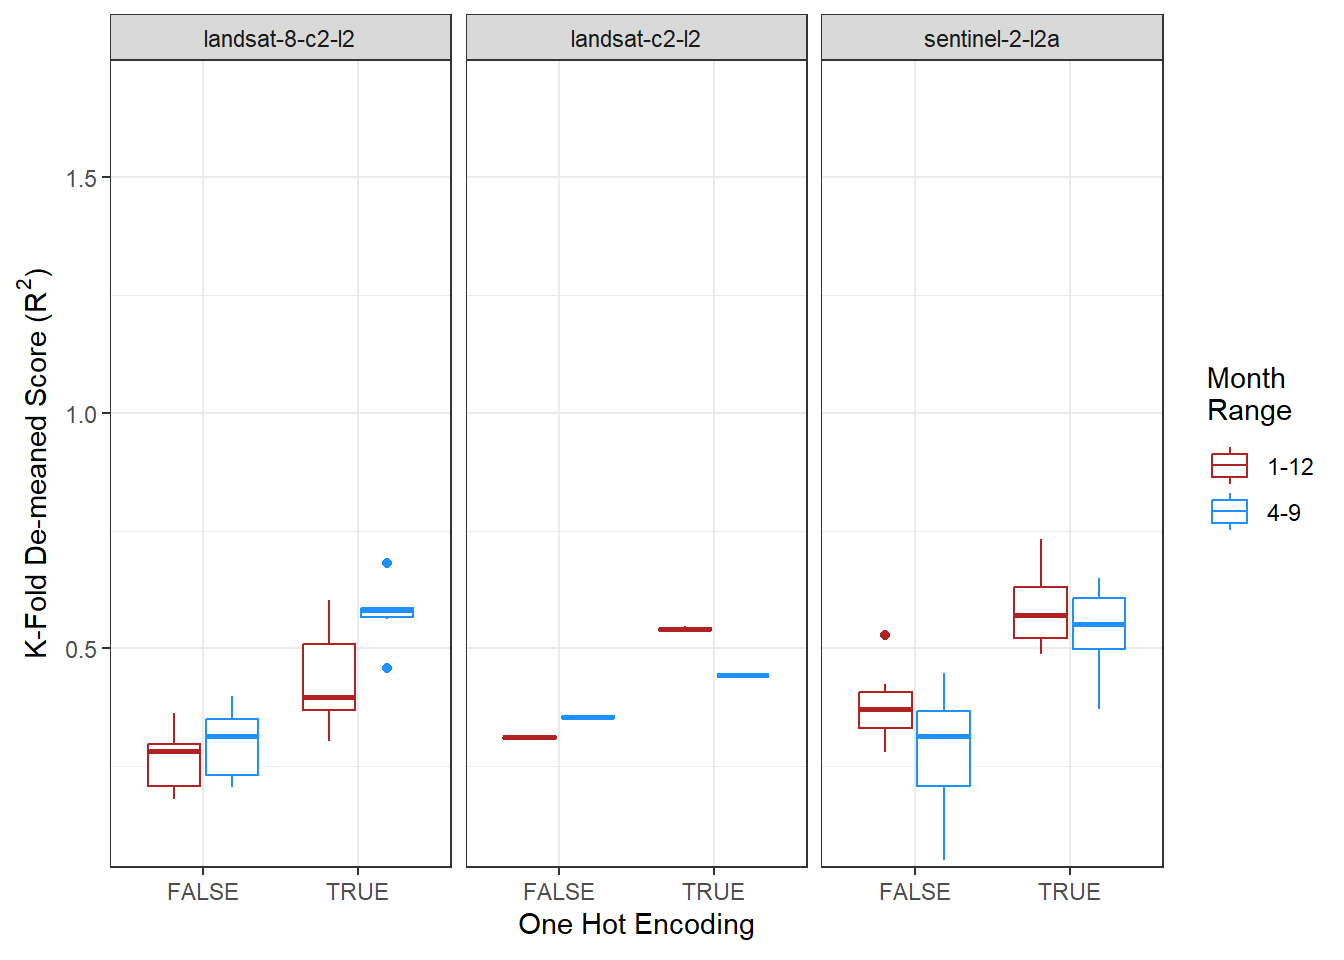 landsat-8-c2-l2
landsat-c2-l2
sentinel-2-l2a
1.5
1.0
0.5
K-Fold De-meaned Score (R²)
FALSE
TRUE
FALSE
TRUE
FALSE
TRUE
One Hot Encoding
Month
Range
1-12
4-9